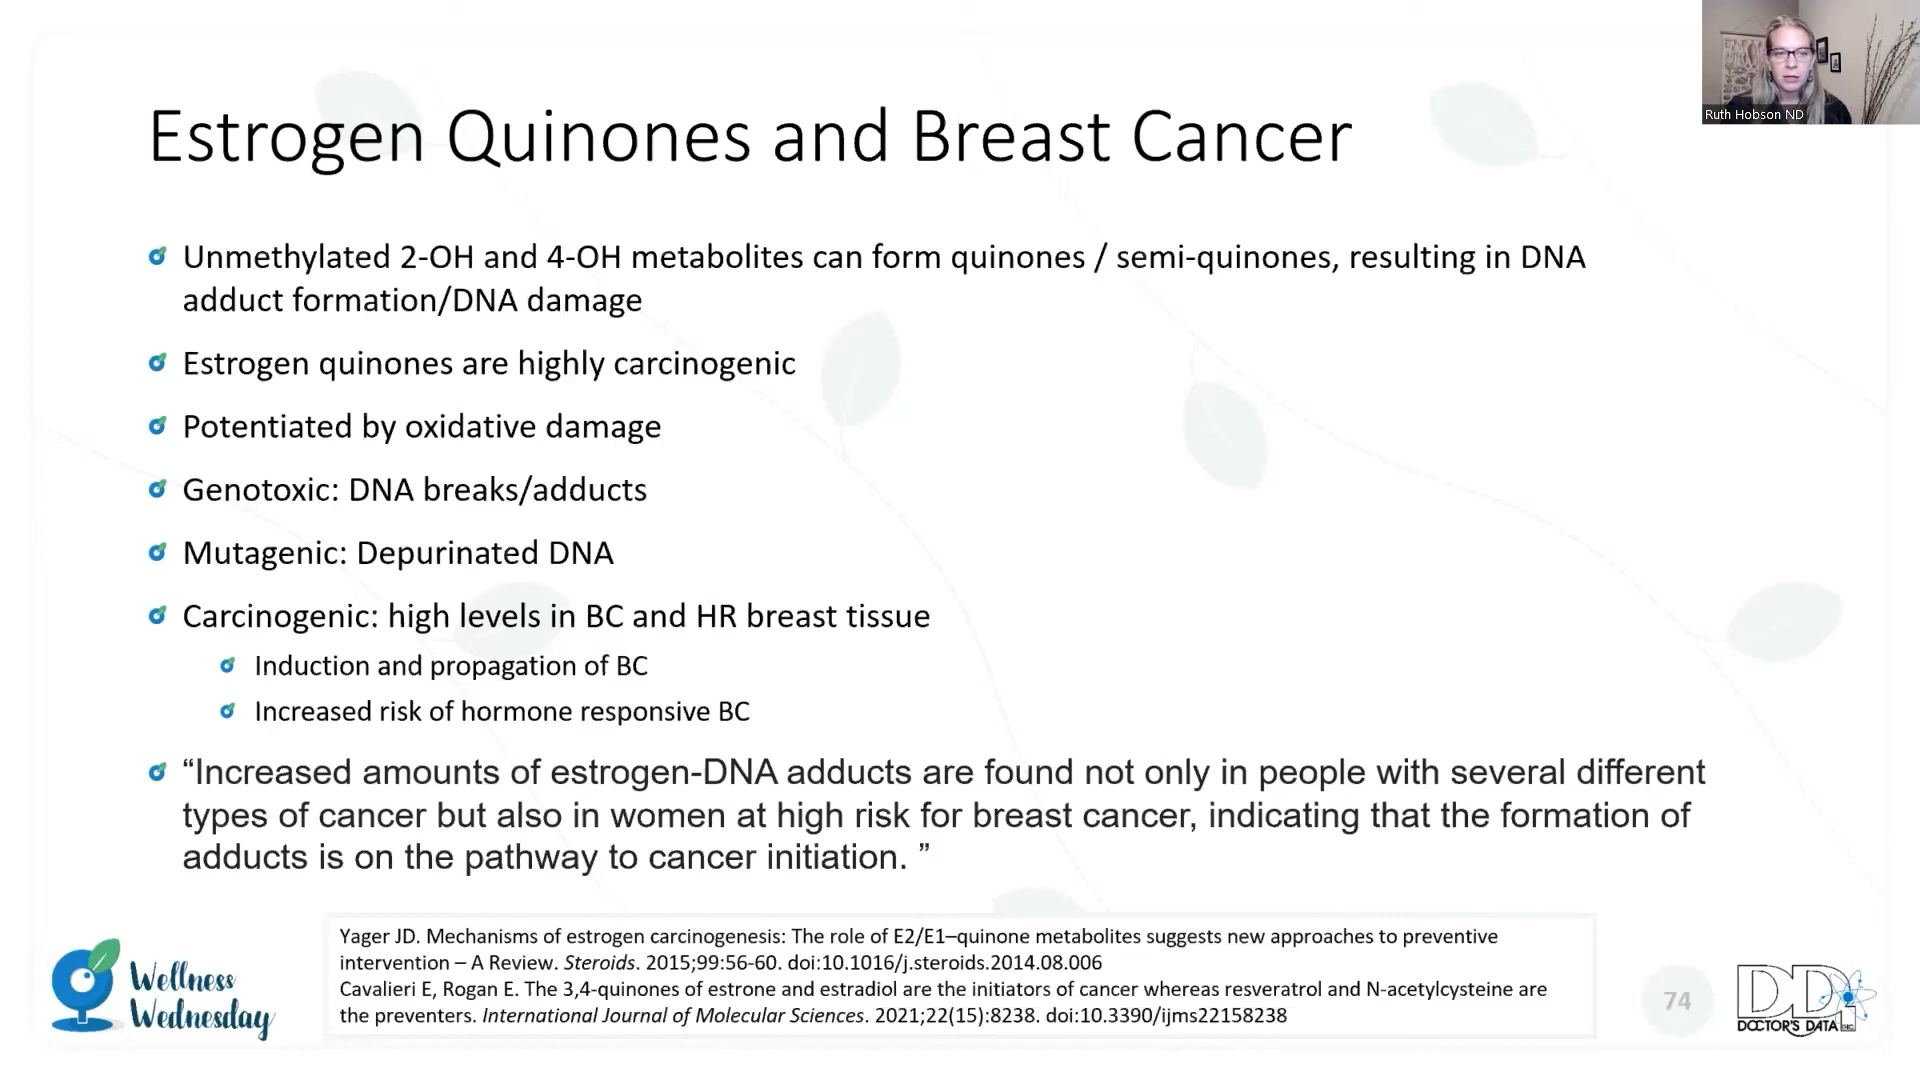 Ruth Hobson ND
Estrogen Quinones and Breast Cancer
Unmethylated 2-OH and 4-OH metabolites can form quinones / semi-quinones, resulting in DNA
adduct formation/DNA damage
Estrogen quinones are highly carcinogenic
Potentiated by oxidative damage
Genotoxic: DNA breaks/adducts
Mutagenic: Depurinated DNA
Carcinogenic: high levels in BC and HR breast tissue
Induction and propagation of BC
Increased risk of hormone responsive BC
“Increased amounts of estrogen-DNA adducts are found not only in people with several different
types of cancer but also in women at high risk for breast cancer, indicating that the formation of
adducts is on the pathway to cancer initiation. ”
Yager JD. Mechanisms of estrogen carcinogenesis: The role of E2/E1–quinone metabolites suggests new approaches to preventive
intervention – A Review. Steroids. 2015;99:56-60. doi:10.1016/j.steroids.2014.08.006
Cavalieri E, Rogan E. The 3,4-quinones of estrone and estradiol are the initiators of cancer whereas resveratrol and N-acetylcysteine are
the preventers. International Journal of Molecular Sciences. 2021;22(15):8238. doi:10.3390/ijms22158238
Wellness
Wednesday
74
DDI
DOCTOR'S DATA INC.